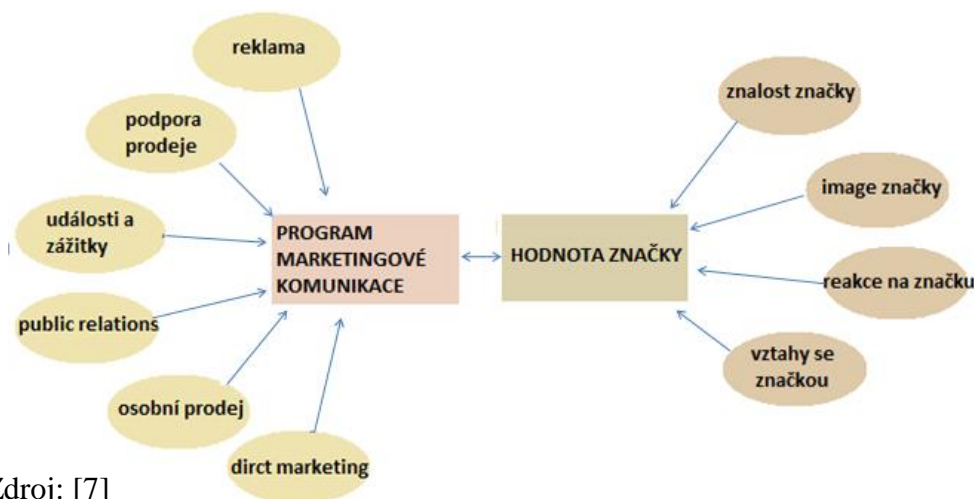 reklama
podpora
prodeje
události a
zážitky
public relations
osobní prodej
dirct marketing
PROGRAM
MARKETINGOVÉ
KOMUNIKACE
HODNOTA ZNAČKY
znalost značky
image značky
reakce na značku
vztahy se
značkou
Zdroj: [7]